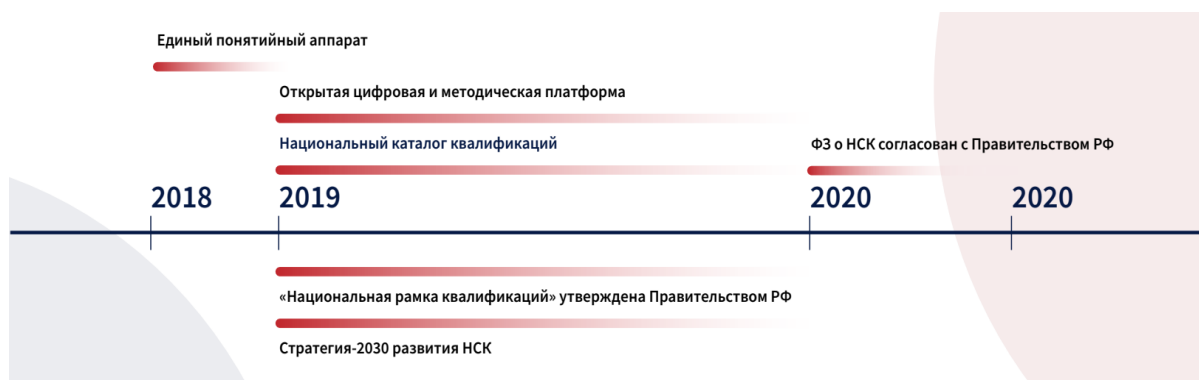 Единый понятийный аппарат
Открытая цифровая и методическая платформа
Национальный каталог квалификаций
ФЗ о НСК согласован с Правительством РФ
2018
2019
2020
2020
«Национальная рамка квалификаций» утверждена Правительством РФ
Стратегия-2030 развития НСК